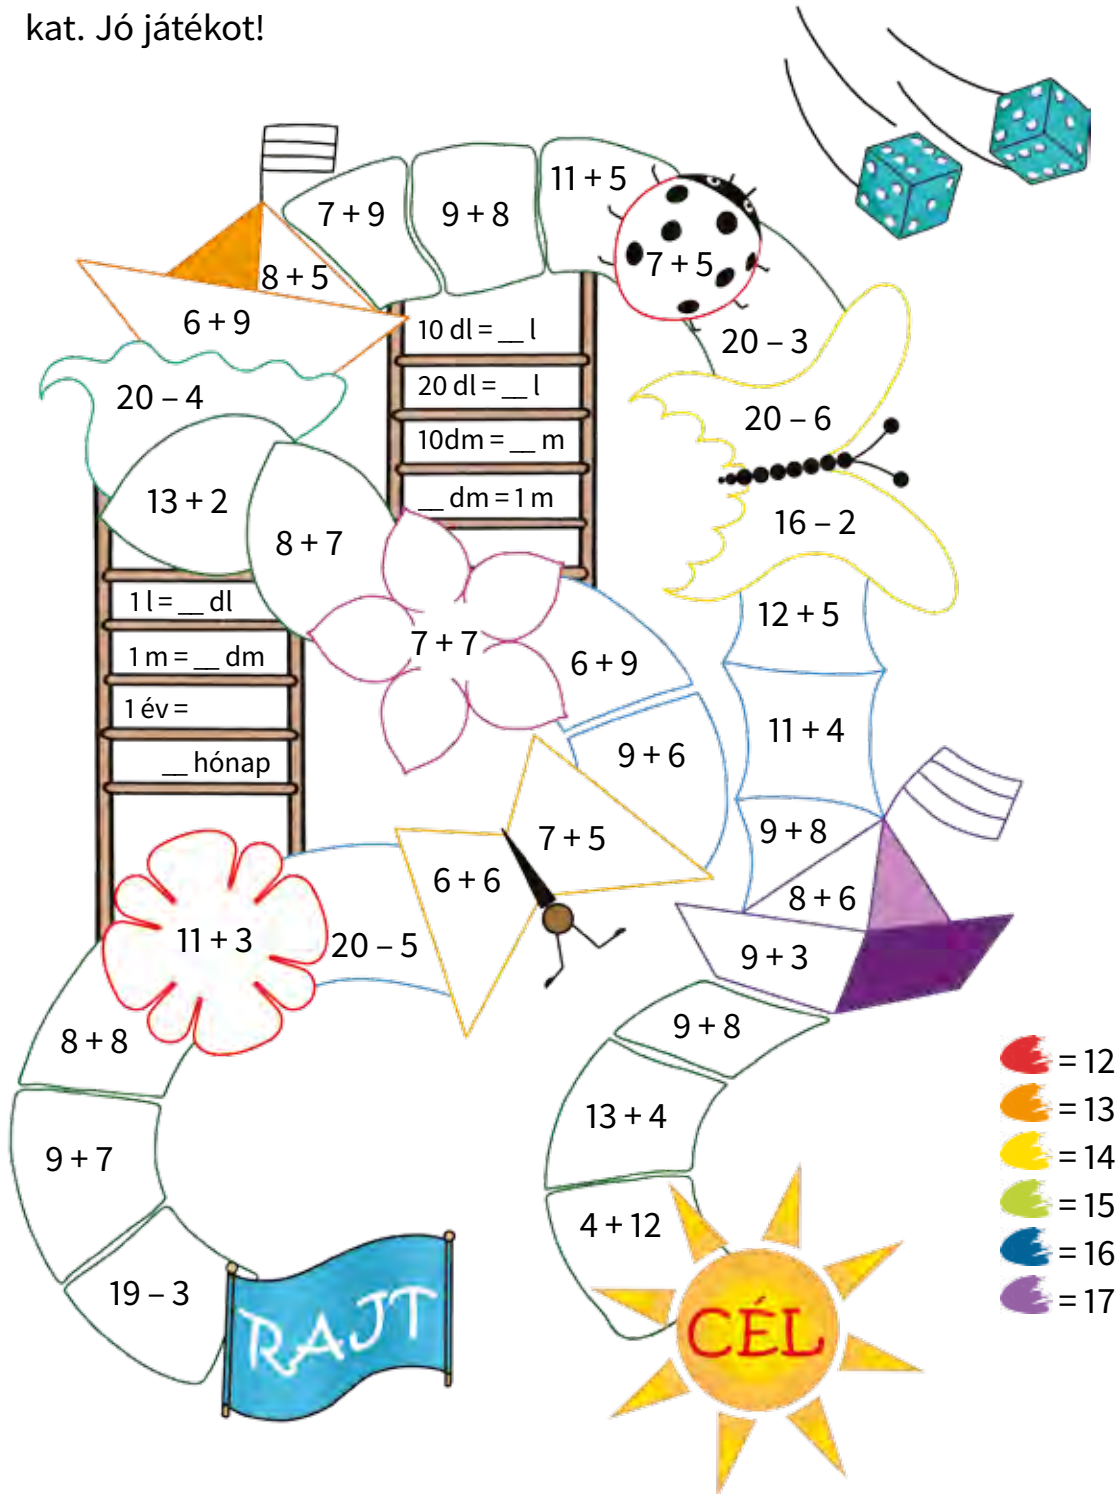 kat. Jó játékot!
11 + 5
7 + 9
9 + 8
7 + 5
8 + 5
6 + 9
10 dl = __ l
20 – 3
20 – 4
20 dl = __ l
20 – 6
10dm = __ m
13 + 2
__ dm = 1 m
16 – 2
8 + 7
1 l = __ dl
12 + 5
7 + 7
1 m = __ dm
6 + 9
1 év =
11 + 4
9 + 6
__ hónap
7 + 5
9 + 8
6 + 6
8 + 6
11 + 3
20 – 5
9 + 3
8 + 8
9 + 8
= 12
= 13
13 + 4
9 + 7
= 14
= 15
4 + 12
= 16
19 – 3
= 17
RAJT
CÉL